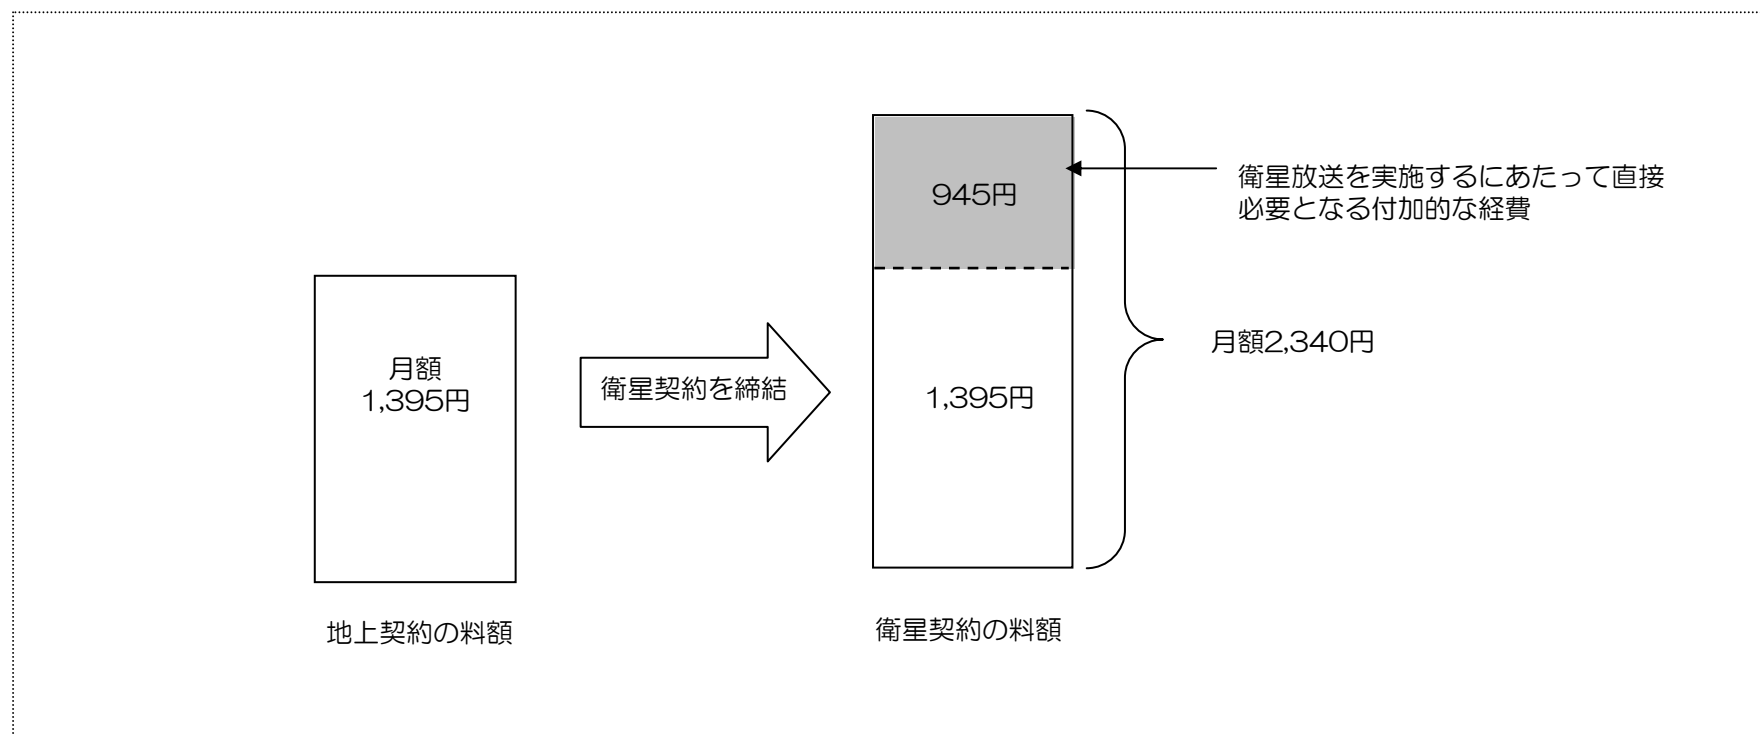 945円
衛星放送を実施するにあたって直接
必要となる付加的な経費
月額2,340円
月額
1,395円
衛星契約を締結
1,395円
地上契約の料額
衛星契約の料額